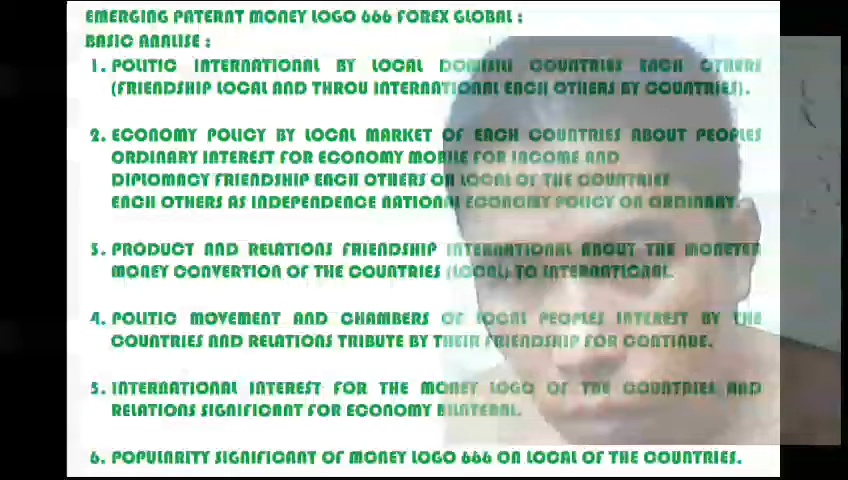 EMERGING PATERNT MONEY LOGO 666 FOREX GLOBAL :
BASIC ANALISE :
1. POLITIC INTERNATIONAL BY LOCAL DOMISILI COUNTRIES EACH OTHERS
(FRIENDSHIP LOCAL AND THROU INTERNATIONAL EACH OTHERS BY COUNTRIES).
2. ECONOMY POLICY BY LOCAL MARKET OF EACH COUNTRIES ABOUT PEOPLES
ORDINARY INTEREST FOR ECONOMY MOBILE FOR INCOME AND
DIPLOMACY FRIENDSHIP EACH OTHERS ON LOCAL OF THE COUNTRIES
EACH OTHERS AS INDEPENDENCE NATIONAL ECONOMY POLICY ON ORDINARY.
3. PRODUCT AND RELATIONS FRIENDSHIP INTERNATIONAL ABOUT THE MONETER
MONEY CONVERTION OF THE COUNTRIES (LOCAL) TO INTERNATIONAL.
4. POLITIC MOVEMENT AND CHAMBERS OF LOCAL PEOPLES INTEREST BY THE
COUNTRIES AND RELATIONS TRIBUTE BY THEIR FRIENDSHIP FOR CONTINUE.
5. INTERNATIONAL INTEREST FOR THE MONEY LOGO OF THE COUNTRIES AND
RELATIONS SIGNIFICANT FOR ECONOMY BILATERAL.
6. POPULARITY SIGNIFICANT OF MONEY LOGO 666 ON LOCAL OF THE COUNTRIES.